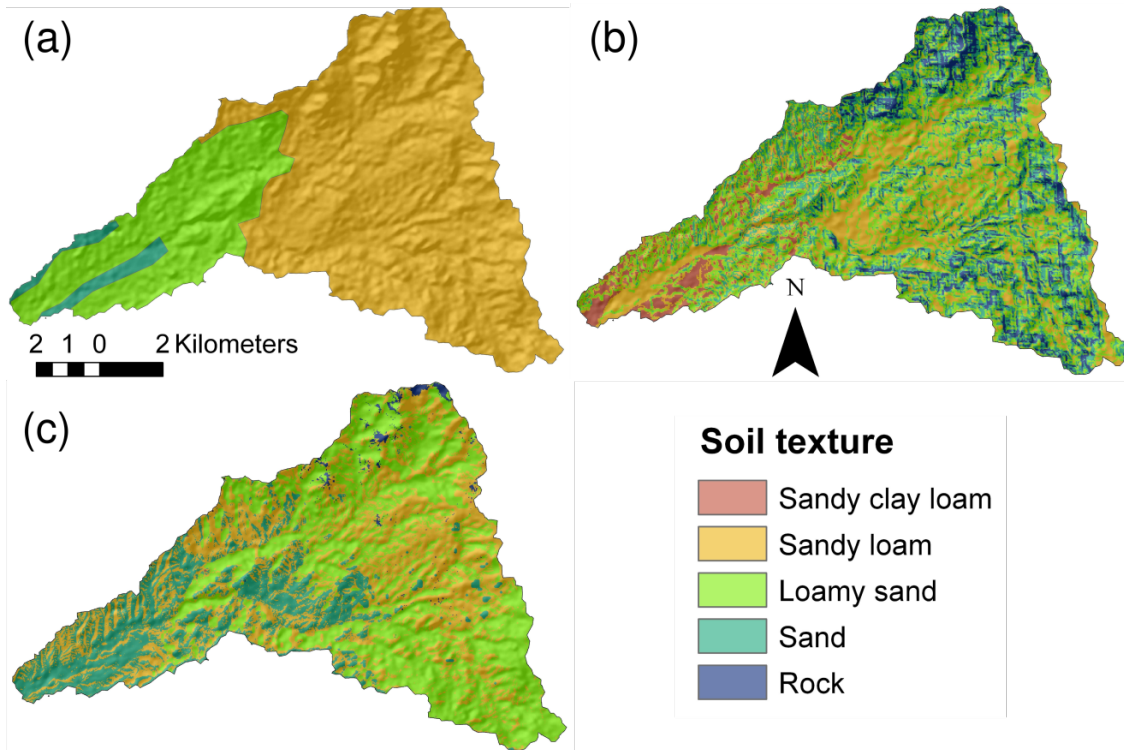 (a)
(b)
2 1 0 2 Kilometers
N
(c)
Soil texture
Sandy clay loam
Sandy loam
Loamy sand
Sand
Rock